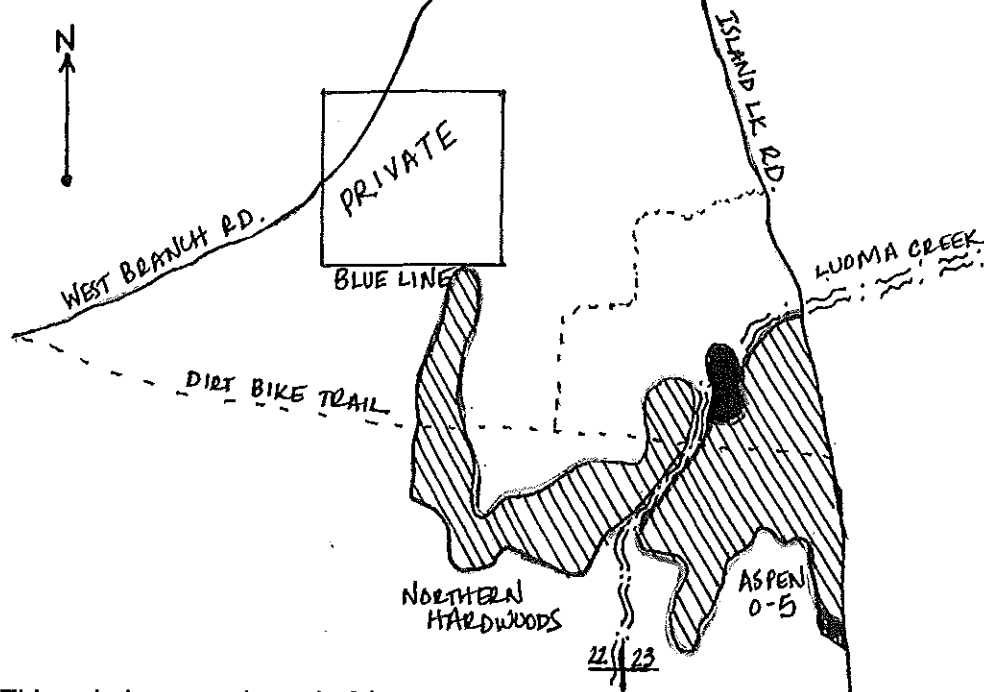 N
ISLAND LK RD.
PRIVATE
WEST BRANCH RD.
LUOMA CREEK
BLUE LINE
DIRT BIKE TRAIL
NORTHERN
HARDWOODS
ASPEN
0-5
22 23